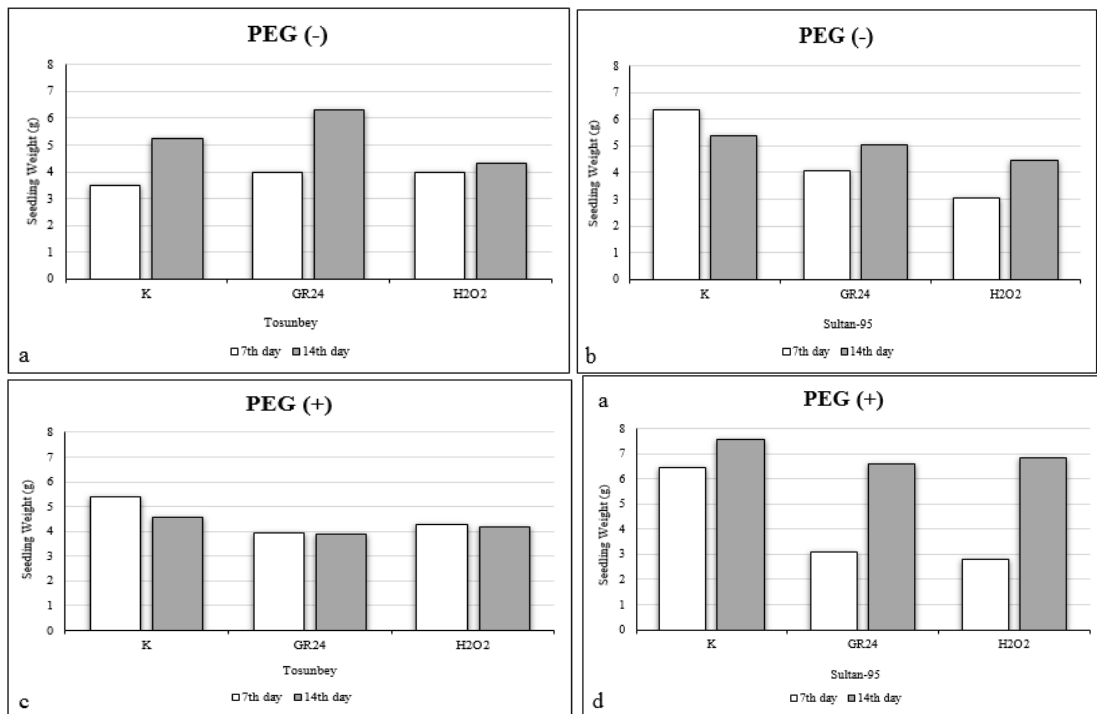 PEG (-)
8
7
6
5
4
3
2
1
0
Seedling Weight (g)
K
GR24
H2O2
Tosunbey
7th day
14th day
a
PEG (-)
8
7
6
5
4
3
2
1
0
Seedling Weight (g)
K
GR24
H2O2
Sultan-95
7th day
14th day
b
PEG (+)
8
7
6
5
4
3
2
1
0
Seedling Weight (g)
K
GR24
H2O2
Tosunbey
7th day
14th day
c
a
PEG (+)
8
7
6
5
4
3
2
1
0
Seedling Weight (g)
K
GR24
H2O2
Sultan-95
7th day
14th day
d